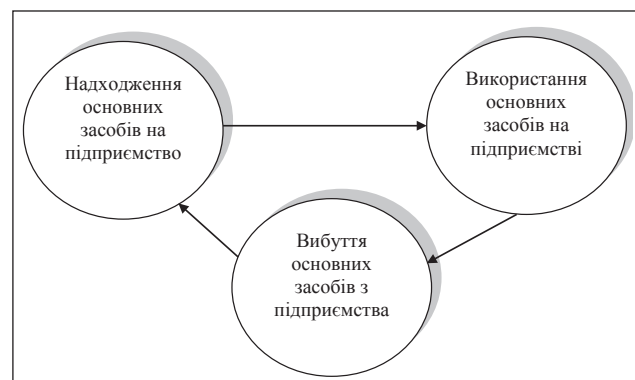 Надходження
основних
засобів на
підприємство
Використання
основних
засобів на
підприємстві
Вибуття
основних
засобів з
підприємства